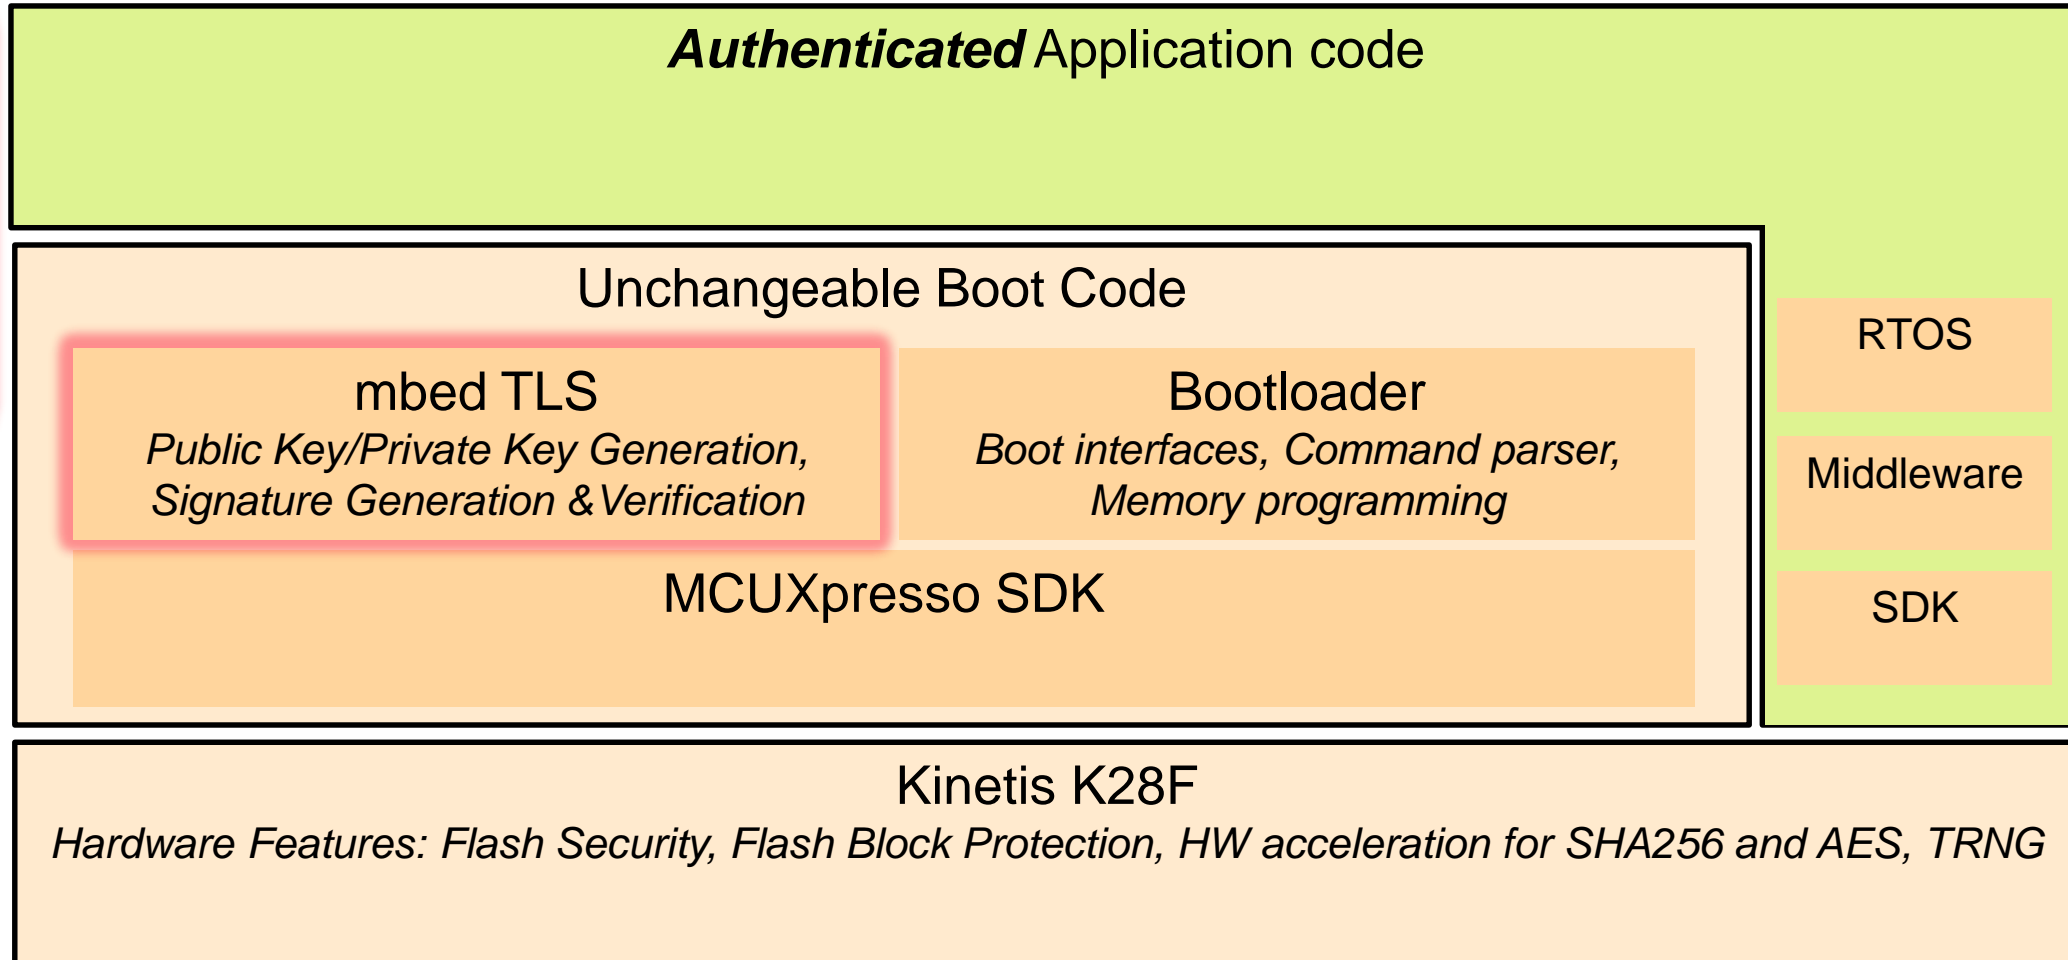 Authenticated Application code
Unchangeable Boot Code
mbed TLS
Public Key/Private Key Generation,
Signature Generation &Verification
Bootloader
Boot interfaces, Command parser,
Memory programming
MCUXpresso SDK
RTOS
Middleware
SDK
Kinetis K28F
Hardware Features: Flash Security, Flash Block Protection, HW acceleration for SHA256 and AES, TRNG